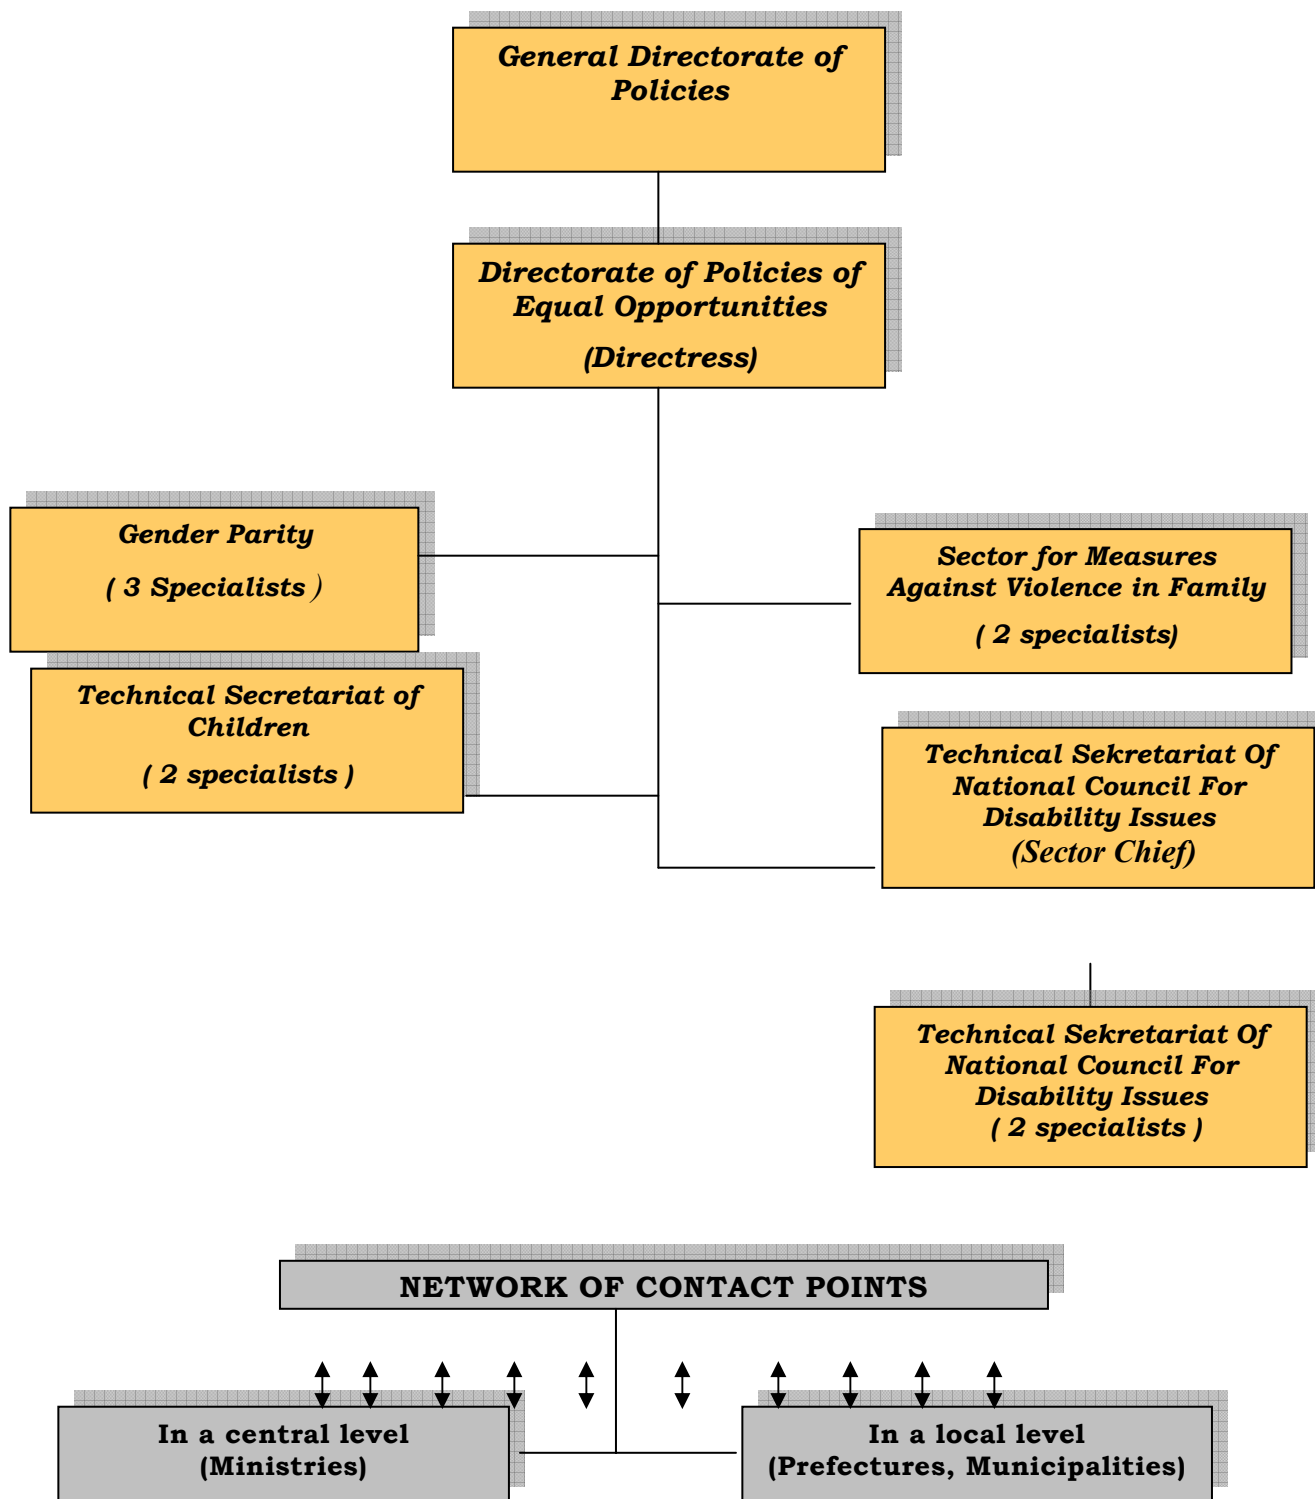 General Directorate of
Policies
Directorate of Policies of
Equal Opportunities
(Directress)
Gender Parity
( 3 Specialists )
Sector for Measures
Against Violence in Family
( 2 specialists)
Technical Secretariat of
Children
( 2 specialists )
Technical Sekretariat Of
National Council For
Disability Issues
(Sector Chief)
Technical Sekretariat Of
National Council For
Disability Issues
( 2 specialists )
NETWORK OF CONTACT POINTS
In a central level
(Ministries)
In a local level
(Prefectures, Municipalities)